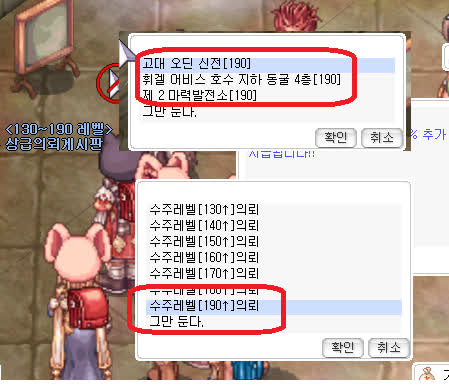 고대 오딘 신전[190]
휘겔 어비스 호수 지하 동굴 4층[190]
제 2 마력발전소[190]
그만 둔다.
확인 취소
<130~190 레벨>
상급의뢰게시판
% 추가
지급됩니다!!
수주레벨[130↑]의뢰
수주레벨[140↑]의뢰
수주레벨[150↑]의뢰
수주레벨[160↑]의뢰
수주레벨[170↑]의뢰
수주레벨[180↑]의뢰
수주레벨[190↑]의뢰
그만 둔다.
확인 취소